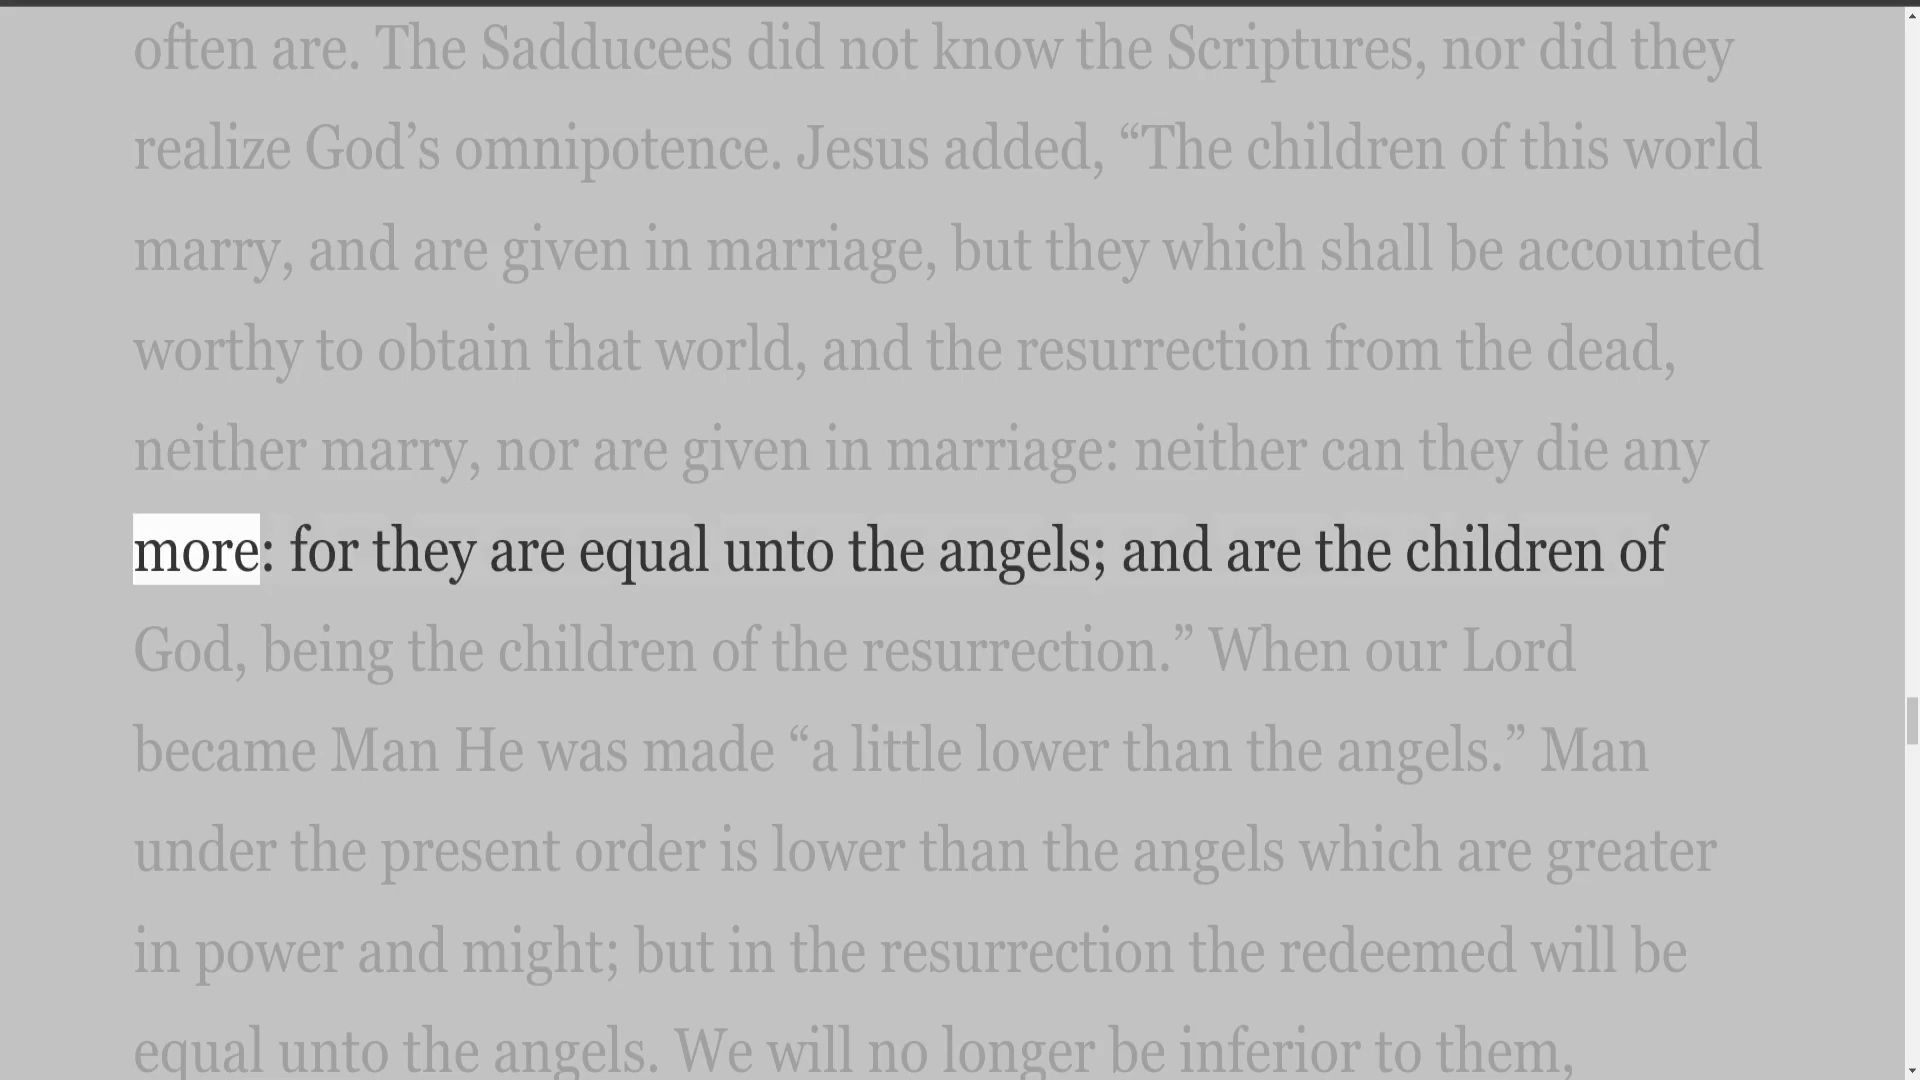 often are. The Sadducees did not know the Scriptures, nor did they
realize God’s omnipotence. Jesus added, “The children of this world
marry, and are given in marriage, but they which shall be accounted
worthy to obtain that world, and the resurrection from the dead,
neither marry, nor are given in marriage: neither can they die any
more: for they are equal unto the angels; and are the children of
God, being the children of the resurrection.” When our Lord
became Man He was made “a little lower than the angels.” Man
under the present order is lower than the angels which are greater
in power and might; but in the resurrection the redeemed will be
equal unto the angels. We will no longer be inferior to them,